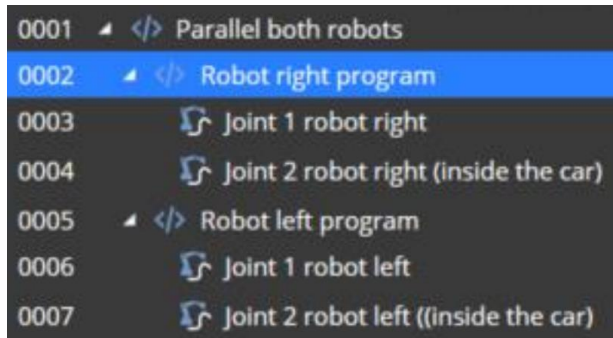 0001 </> Parallel both robots
0002 </> Robot right program
0003 Joint 1 robot right
0004 Joint 2 robot right (inside the car)
0005 </> Robot left program
0006 Joint 1 robot left
0007 Joint 2 robot left ((inside the car)